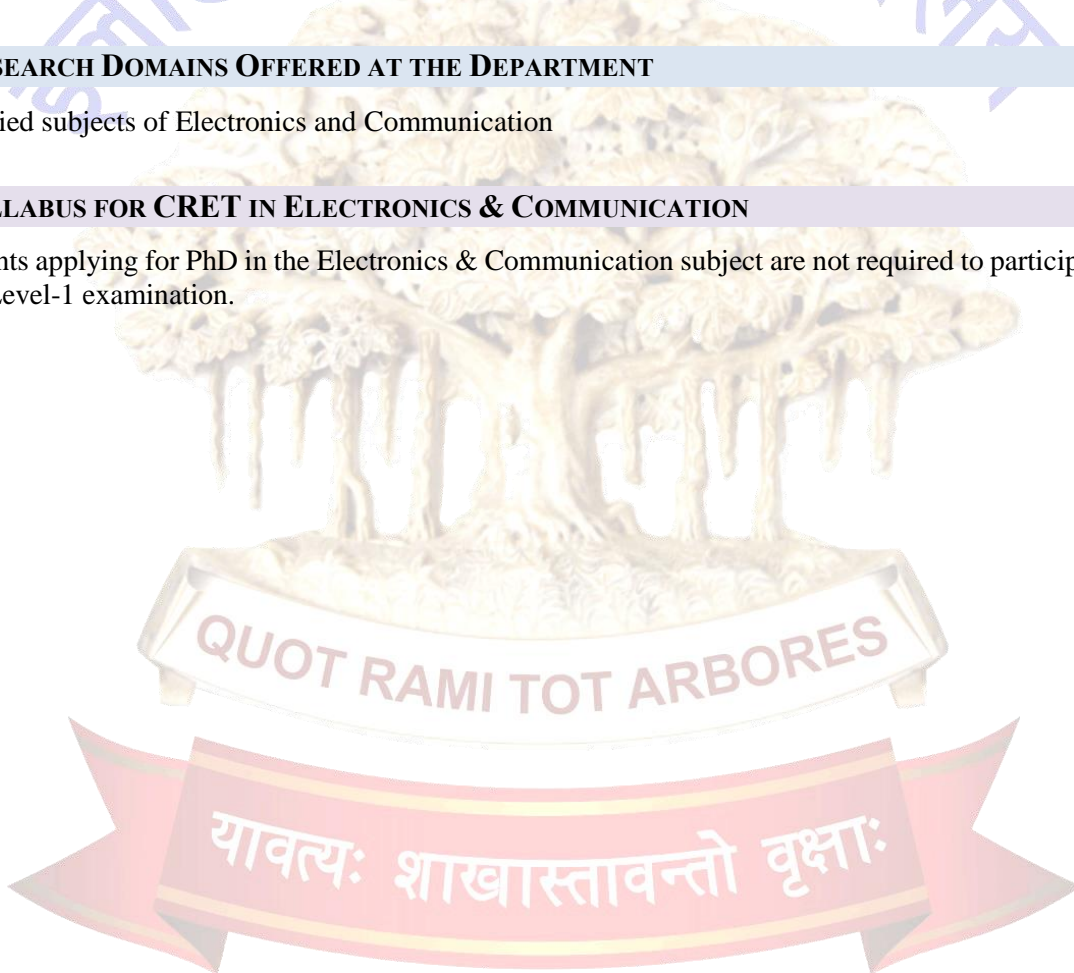 SEARCH DOMAINS OFFERED AT THE DEPARTMENT
ied subjects of Electronics and Communication
LLABUS FOR CRET IN ELECTRONICS & COMMUNICATION
nts applying for PhD in the Electronics & Communication subject are not required to particip
Level-1 examination.
QUOT RAMI TOT ARBORES
यावत्यः शाखास्तावन्तो वृक्षाः